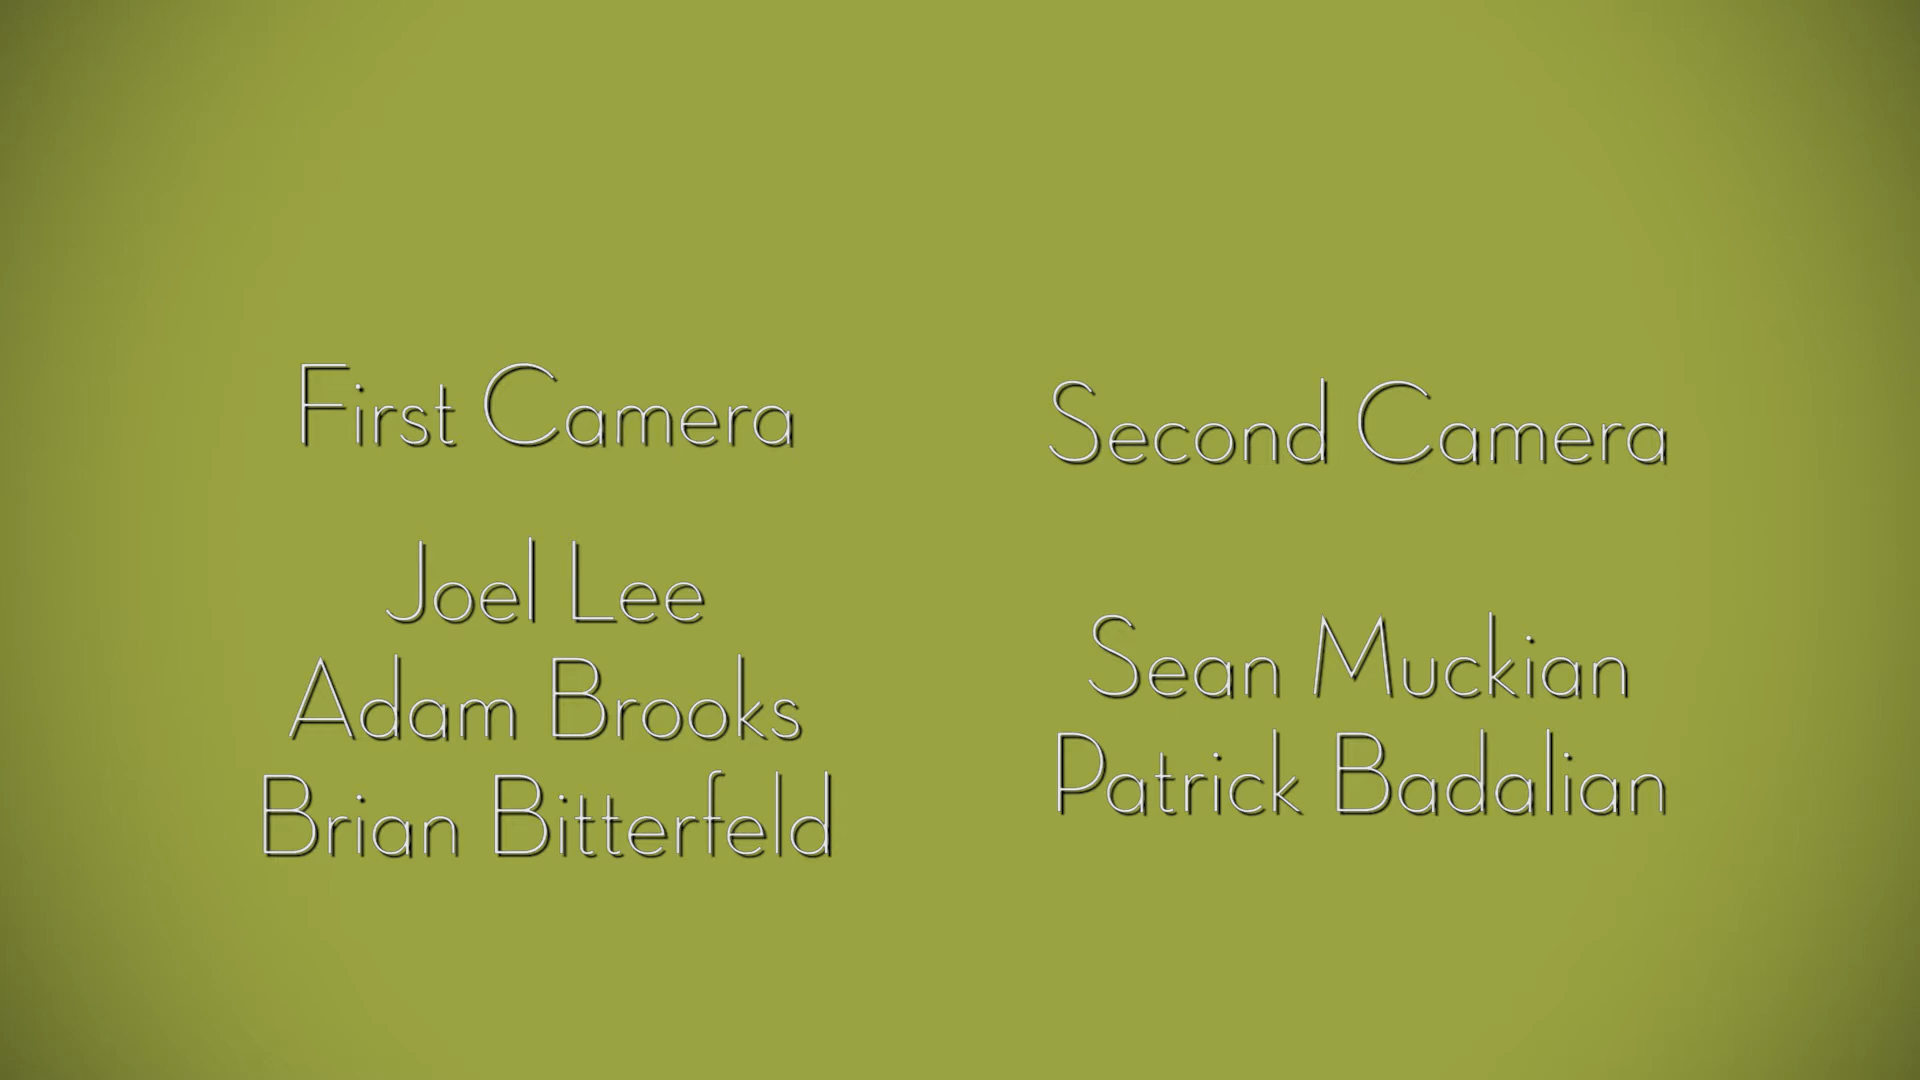 First Camera
Joel Lee
Adam Brooks
Brian Bitterfeld
Second Camera
Sean Muckian
Patrick Badalian